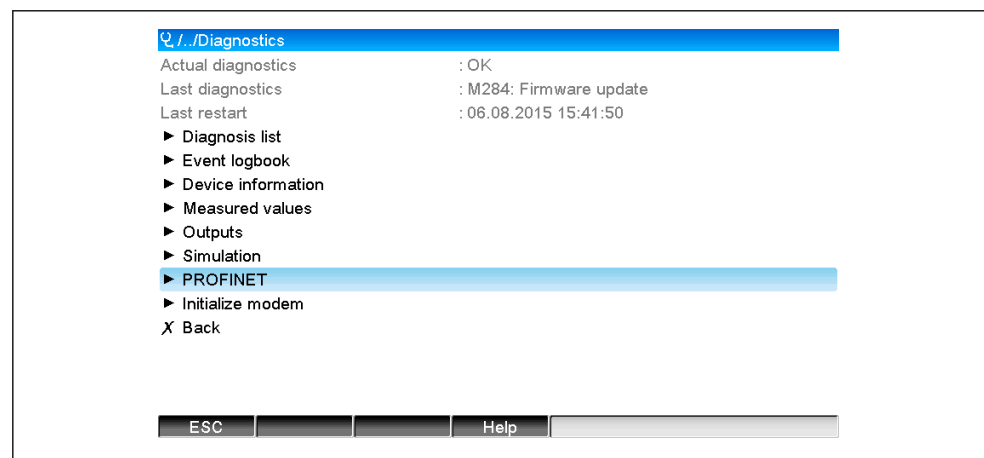 /../Diagnostics
Actual diagnostics : OK
Last diagnostics : M284: Firmware update
Last restart : 06.08.2015 15:41:50
► Diagnosis list
► Event logbook
► Device information
► Measured values
► Outputs
► Simulation
► PROFINET
► Initialize modem
X Back
ESC Help